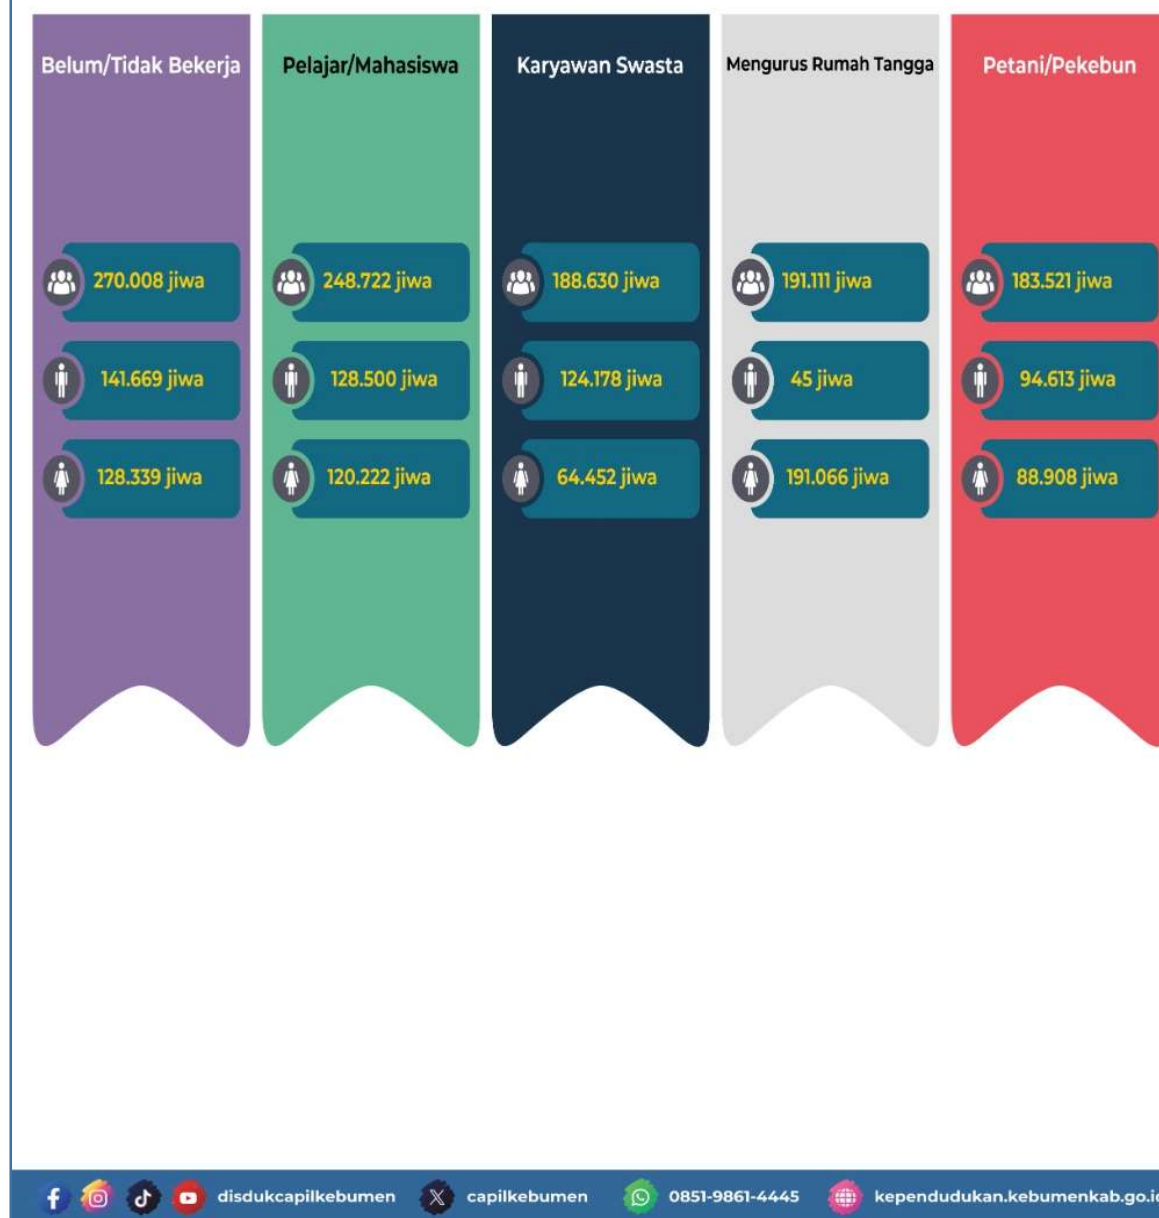 Belum/Tidak Bekerja
270.008 jiwa
141.669 jiwa
128.339 jiwa
Pelajar/Mahasiswa
248.722 jiwa
128.500 jiwa
120.222 jiwa
Karyawan Swasta
188.630 jiwa
124.178 jiwa
64.452 jiwa
Mengurus Rumah Tangga
191.111 jiwa
45 jiwa
191.066 jiwa
Petani/Pekebun
183.521 jiwa
94.613 jiwa
88.908 jiwa
disdukcapilkebumen capilkebumen 0851-9861-4445 kependudukan.kebumenkab.go.id